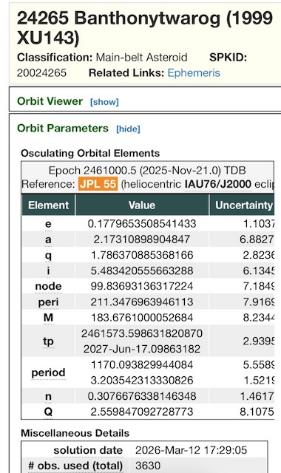 24265 Banthonytwarog (1999
XU143)
Classification: Main-belt Asteroid SPKID:
20024265 Related Links: Ephemeris
Orbit Viewer [show]
Orbit Parameters [hide]
Osculating Orbital Elements
Epoch 2461000.5 (2025-Nov-21.0) TDB
Reference: JPL 55 (heliocentric IAU76/J2000 eclip
Element Value Uncertainty
e 0.1779653508541433 1.1037
a 2.17310898904847 6.8827
q 1.786370885368166 2.8236
i 5.483420555663288 6.1345
node 99.83693136317224 7.1849
peri 211.3476963946113 7.9169
M 183.6761000052684 8.2344
tp 2461573.598631820870 2.9395
2027-Jun-17.09863182
period 1170.093829944084 5.5589
3.203542313330826 1.5219
n 0.3076676338146348 1.4617
Q 2.559847092728773 8.1075
Miscellaneous Details
solution date 2026-Mar-12 17:29:05
# obs. used (total) 3630